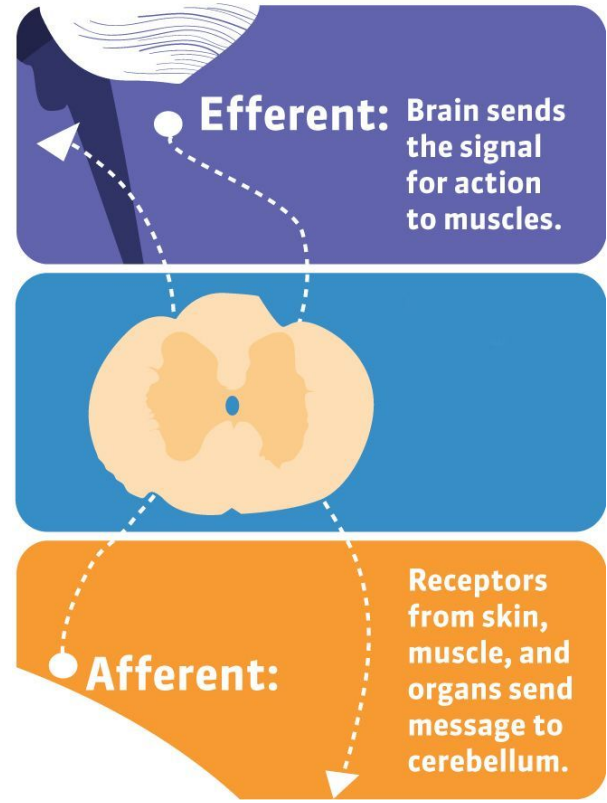 Efferent:
Brain sends
the signal
for action
to muscles.
Afferent:
Receptors
from skin,
muscle, and
organs send
message to
cerebellum.